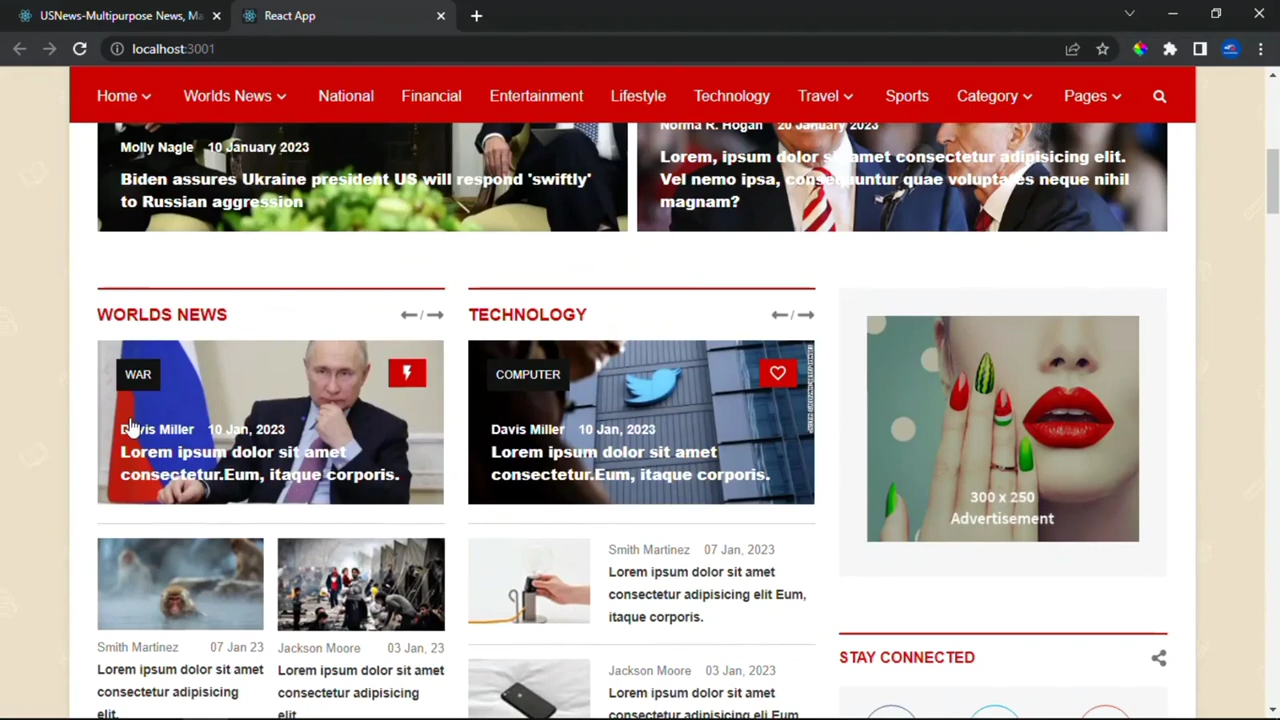 USNews-Multipurpose News, Ma
React App
localhost:3001
Home
Worlds News
National
Financial
Entertainment
Lifestyle
Technology
Travel
Sports
Category
Pages
Molly Nagle 10 January 2023
Biden assures Ukraine president US will respond 'swiftly'
to Russian aggression
Norma R. Hogan 20 January 2023
Lorem, ipsum dolor sit amet consectetur adipisicing elit.
Vel nemo ipsa, consequuntur quae voluptates neque nihil
magnam?
WORLDS NEWS
/
WAR
Davis Miller 10 Jan, 2023
Lorem ipsum dolor sit amet
consectetur.Eum, itaque corporis.
Smith Martinez 07 Jan 23
Lorem ipsum dolor sit amet
consectetur adipisicing
elit.
Jackson Moore 03 Jan, 23
Lorem ipsum dolor sit amet
consectetur adipisicing
elit
TECHNOLOGY
/
COMPUTER
Davis Miller 10 Jan, 2023
Lorem ipsum dolor sit amet
consectetur.Eum, itaque corporis.
Smith Martinez 07 Jan, 2023
Lorem ipsum dolor sit amet
consectetur adipisicing elit Eum,
itaque corporis.
Jackson Moore 03 Jan, 2023
Lorem ipsum dolor sit amet
consectetur adipisicing elit Eum
300 x 250
Advertisement
STAY CONNECTED